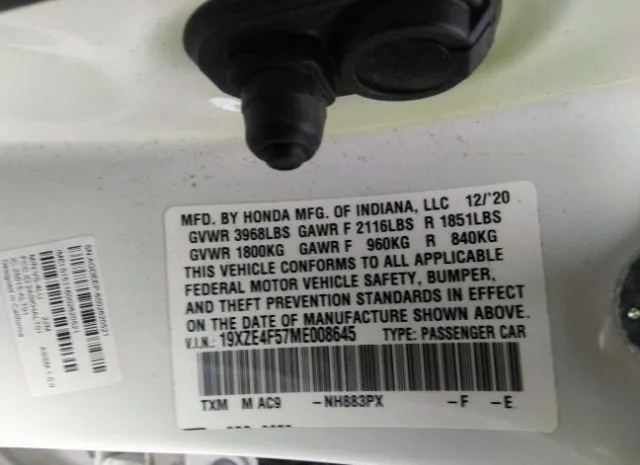 MFD. BY HONDA MFG. OF INDIANA, LLC 12/'20
GVWR 3968LBS GAWR F 2116LBS R 1851LBS
GVWR 1800KG GAWR F 960KG R 840KG
THIS VEHICLE CONFORMS TO ALL APPLICABLE
FEDERAL MOTOR VEHICLE SAFETY, BUMPER,
AND THEFT PREVENTION STANDARDS IN EFFECT
ON THE DATE OF MANUFACTURE SHOWN ABOVE.
V.I.N.: 19XZE4F57ME008645 TYPE: PASSENGER CAR
TXM M AC9 -NH883PX -F -E